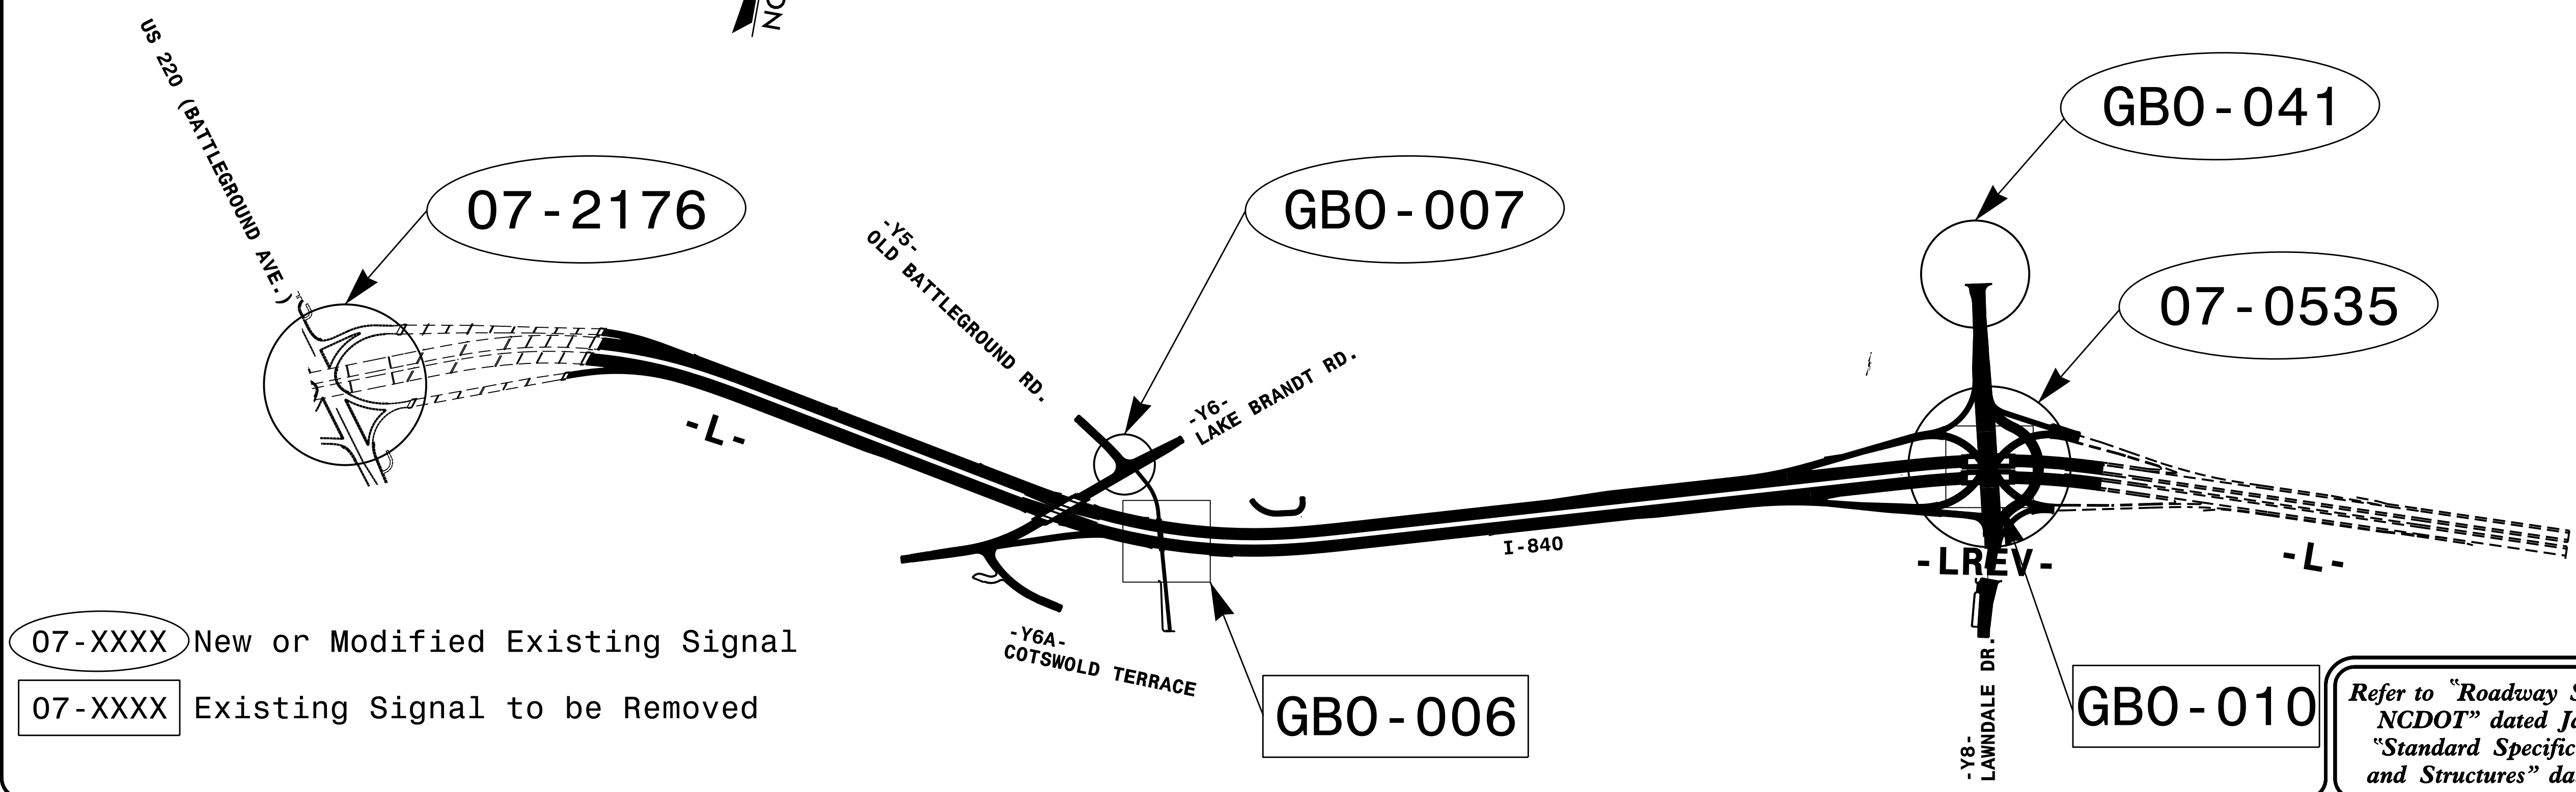 US 220 (BATTLEGROUND AVE.)
NO
07-2176
-L-
-Y5-
OLD BATTLEGROUND RD.
GBO-007
-Y6-
LAKE BRANDT RD.
GBO-041
07-0535
I-840
-LREV-
-L-
-Y6A-
COTSWOLD TERRACE
GBO-006
-Y8-
LAWNDALE DR.
GBO-010
07-XXXX New or Modified Existing Signal
07-XXXX Existing Signal to be Removed
Refer to "Roadway S
NCDOT" dated Ja
"Standard Specific
and Structures" da